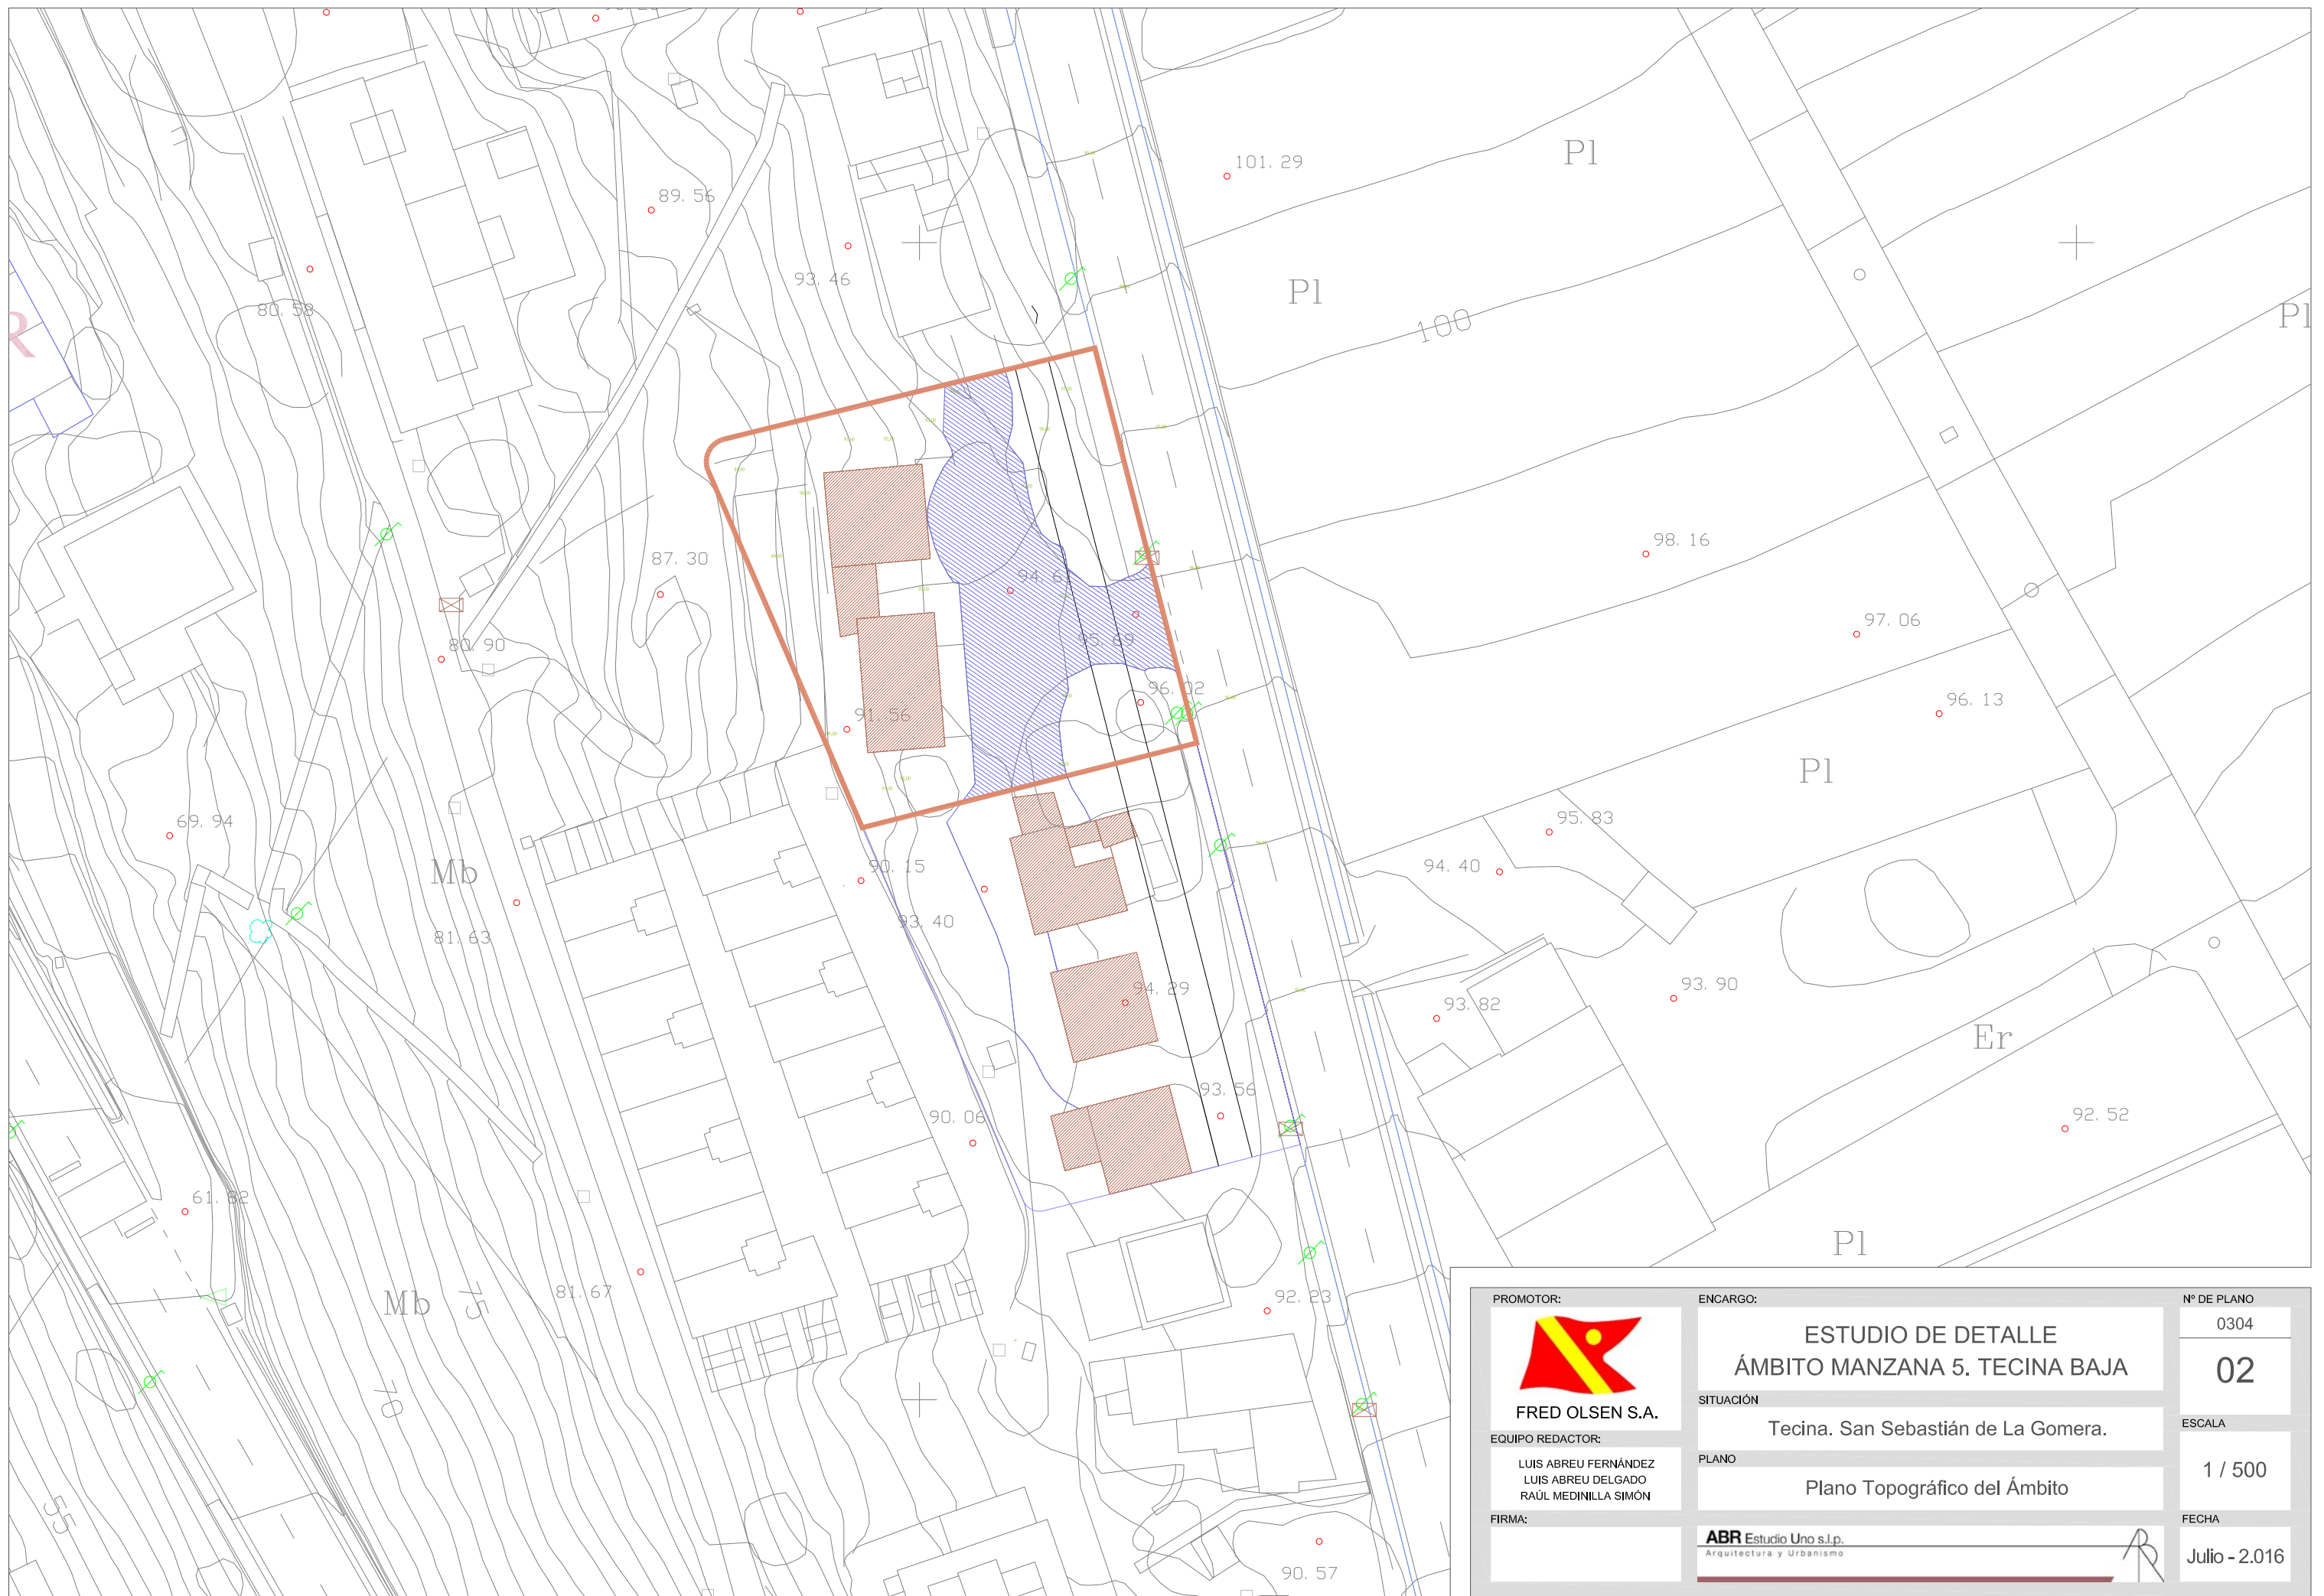 Pl
101. 29
89. 56
93. 46
Pl
80. 58
100
Pl
R
98. 16
87. 30
94. 6
97. 06
95. 69
80. 90
96. 02
96. 13
91. 56
Pl
69. 94
95. 83
94. 40
90. 15
Mb
93. 40
81. 63
94. 29
93. 90
93. 82
Er
93. 56
90. 06
92. 52
61. 82
Pl
81. 67
Mb
75
92. 23
70
55
90. 57
PROMOTOR:
FRED OLSEN S.A.
EQUIPO REDACTOR:
LUIS ABREU FERNÁNDEZ
LUIS ABREU DELGADO
RAÚL MEDINILLA SIMÓN
FIRMA:
ENCARGO:
ESTUDIO DE DETALLE
ÁMBITO MANZANA 5. TECINA BAJA
SITUACIÓN
Tecina. San Sebastián de La Gomera.
PLANO
Plano Topográfico del Ámbito
ABR Estudio Uno s.l.p.
Arquitectura y Urbanismo
Nº DE PLANO
0304
02
ESCALA
1 / 500
FECHA
Julio - 2.016